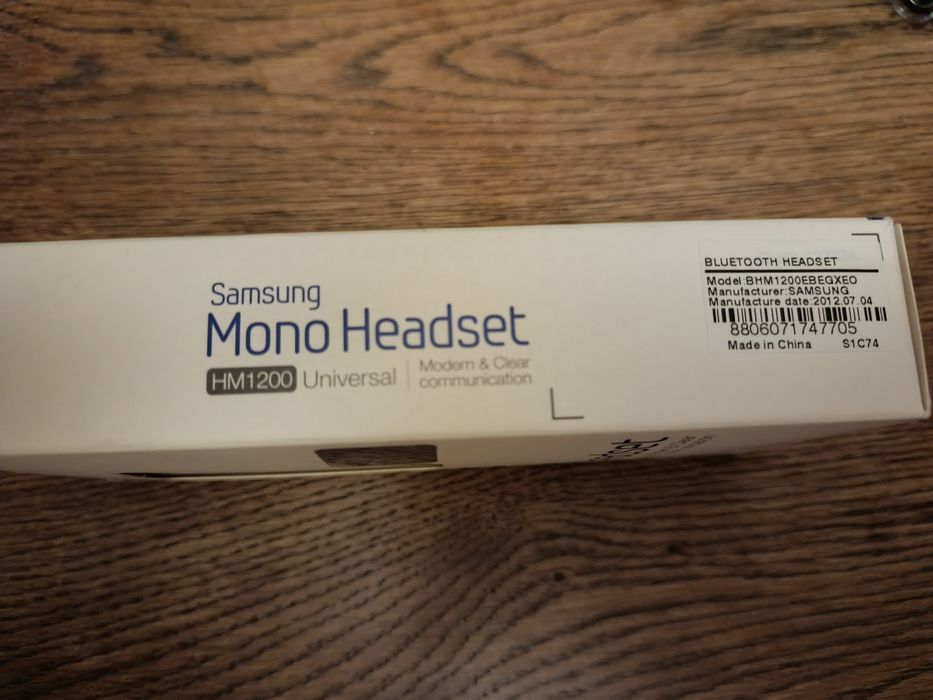 Samsung
Mono Headset
HM1200 Universal
Modern & Clear
communication
BLUETOOTH HEADSET
Model:BHM1200EBEGXEO
Manufacturer:SAMSUNG
Manufacture date:2012.07.04
8806071747705
Made in China S1C74